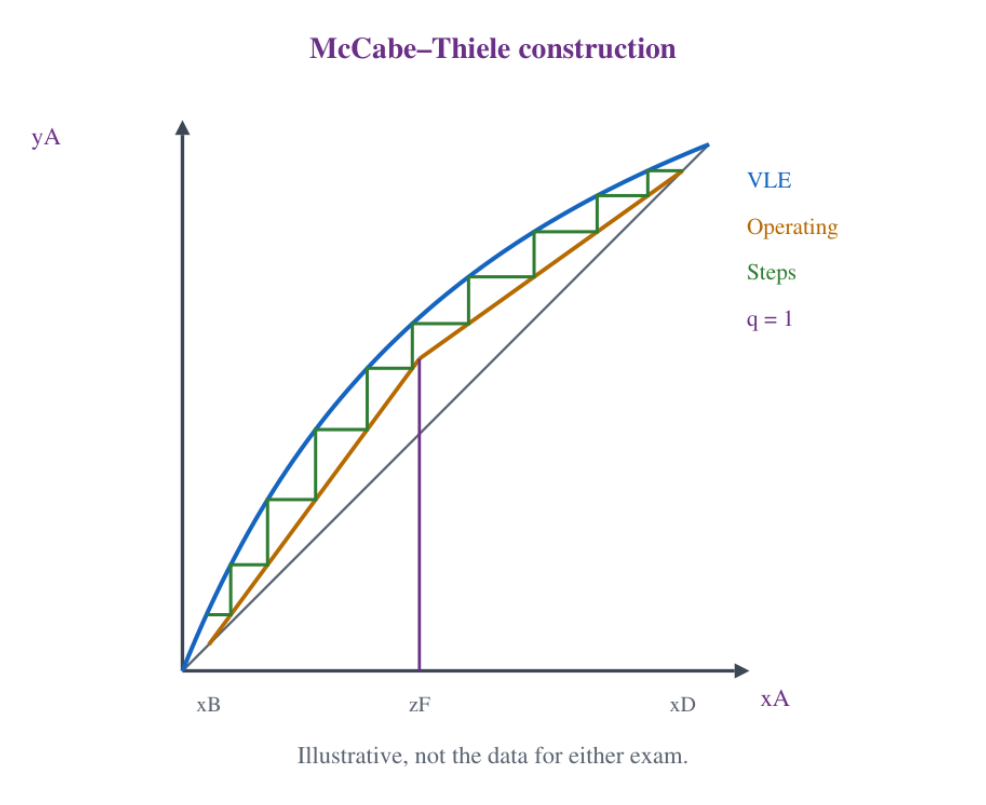 McCabe–Thiele construction
yA
VLE
Operating
Steps
q = 1
xB
zF
xD
xA
Illustrative, not the data for either exam.